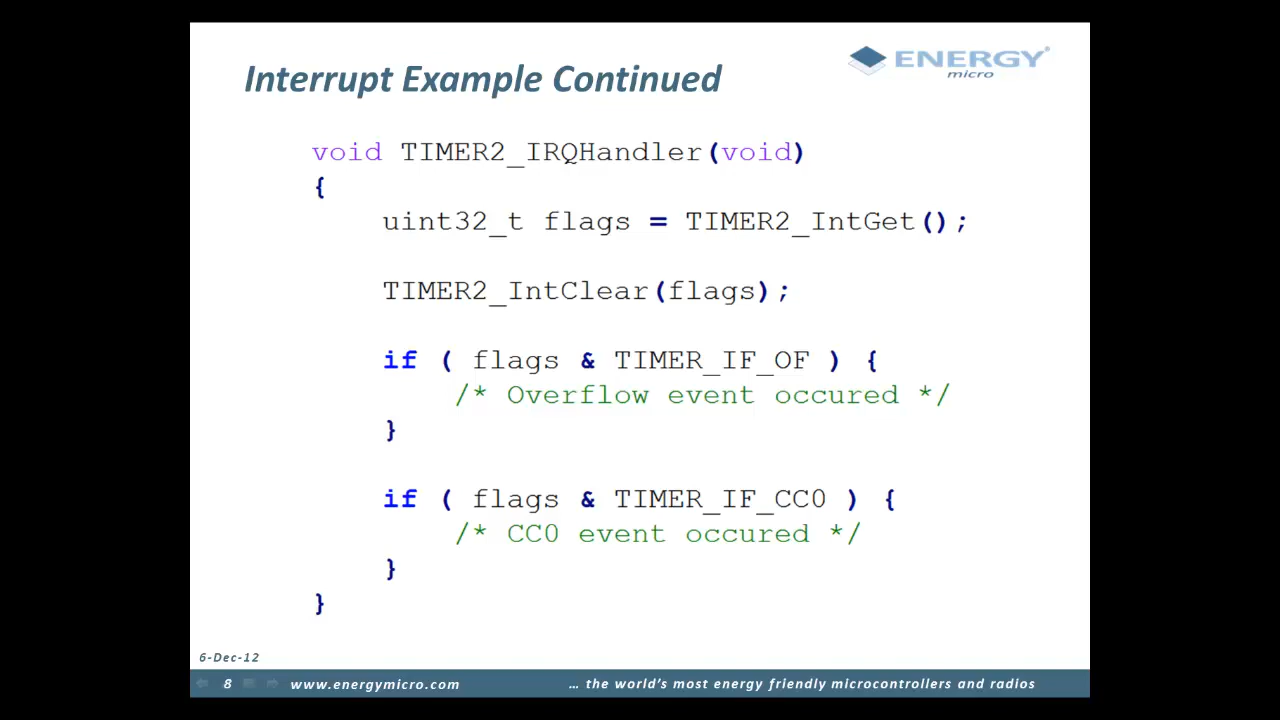 Interrupt Example Continued
ENERGY
micro
void TIMER2_IRQHandler(void)
{
uint32_t flags = TIMER2_IntGet();
TIMER2_IntClear(flags);
if ( flags & TIMER_IF_OF ) {
/* Overflow event occured */
}
if ( flags & TIMER_IF_CC0 ) {
/* CC0 event occured */
}
}
6-Dec-12
8 www.energymicro.com … the world's most energy friendly microcontrollers and radios